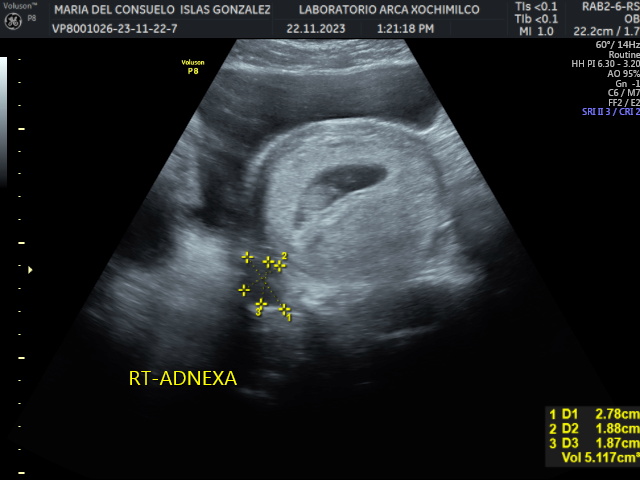 Voluson™
P8
MARIA DEL CONSUELO ISLAS GONZALEZ
LABORATORIO ARCA XOCHIMILCO
TIs <0.1
RAB2-6-RS
VP8001026-23-11-22-7
22.11.2023
1:21:18 PM
TIb <0.1
OB
MI 1.0
22.2cm / 1.7
60°/ 14Hz
Routine
HH PI 6.30 - 3.20
AO 95%
Gn -1
C6 / M7
FF2 / E2
SRI II 3 / CRI 2
Voluson
P8
2
3
1
RT-ADNEXA
1 D1 2.78cm
2 D2 1.88cm
3 D3 1.87cm
Vol 5.117cm³